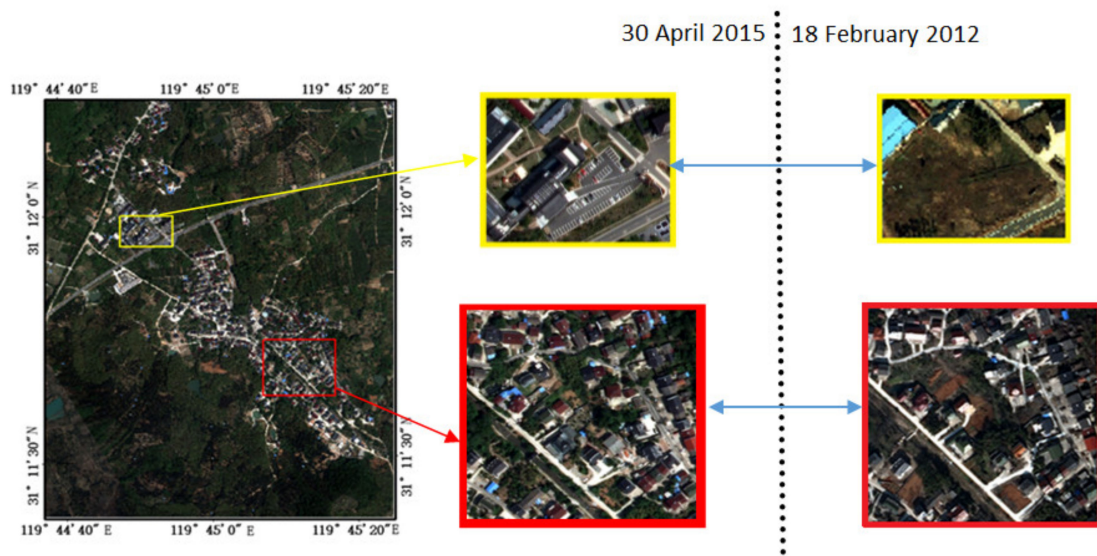 30 April 2015
18 February 2012
119° 44′ 40″ E
119° 45′ 0″ E
119° 45′ 20″ E
31° 12′ 0″ N
31° 12′ 0″ N
31° 11′ 30″ N
31° 11′ 30″ N
119° 44′ 40″ E
119° 45′ 0″ E
119° 45′ 20″ E